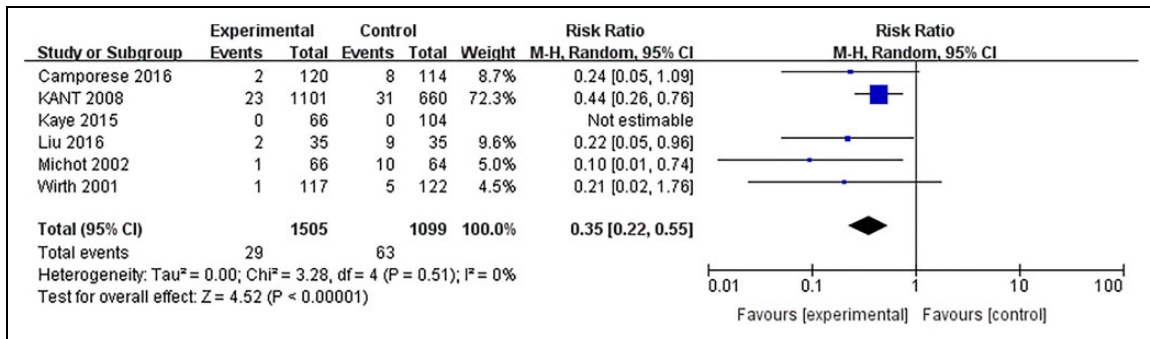 Experimental Control Risk Ratio Risk Ratio
Study or Subgroup Events Total Events Total Weight M-H, Random, 95% CI M-H, Random, 95% CI
Camporese 2016 2 120 8 114 8.7% 0.24 [0.05, 1.09]
KANT 2008 23 1101 31 660 72.3% 0.44 [0.26, 0.76]
Kaye 2015 0 66 0 104 Not estimable
Liu 2016 2 35 9 35 9.6% 0.22 [0.05, 0.96]
Michot 2002 1 66 10 64 5.0% 0.10 [0.01, 0.74]
Wirth 2001 1 117 5 122 4.5% 0.21 [0.02, 1.76]
Total (95% CI) 1505 1099 100.0% 0.35 [0.22, 0.55]
Total events 29 63
Heterogeneity: Tau² = 0.00; Chi² = 3.28, df = 4 (P = 0.51); I² = 0%
Test for overall effect: Z = 4.52 (P < 0.00001)
0.01 0.1 1 10 100
Favours [experimental] Favours [control]